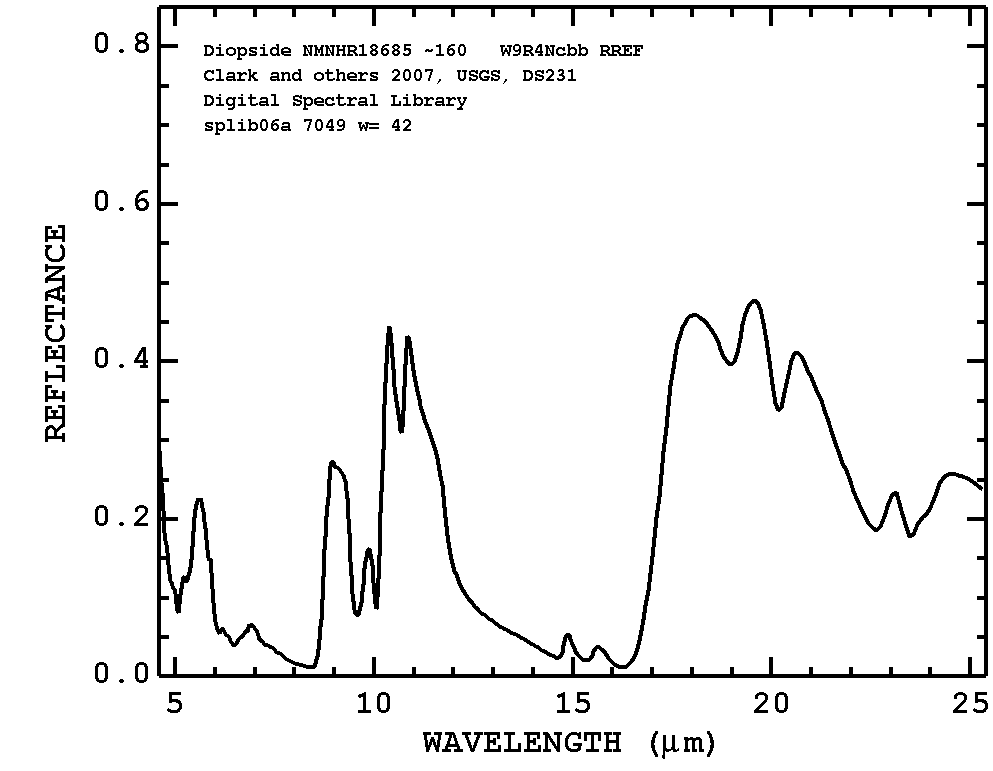 Diopside NMNHR18685 ~160 W9R4Ncbb RREF
Clark and others 2007, USGS, DS231
Digital Spectral Library
splib06a 7049 w= 42
0.8
0.6
0.4
0.2
0.0
REFLECTANCE
5 10 15 20 25
WAVELENGTH (μm)